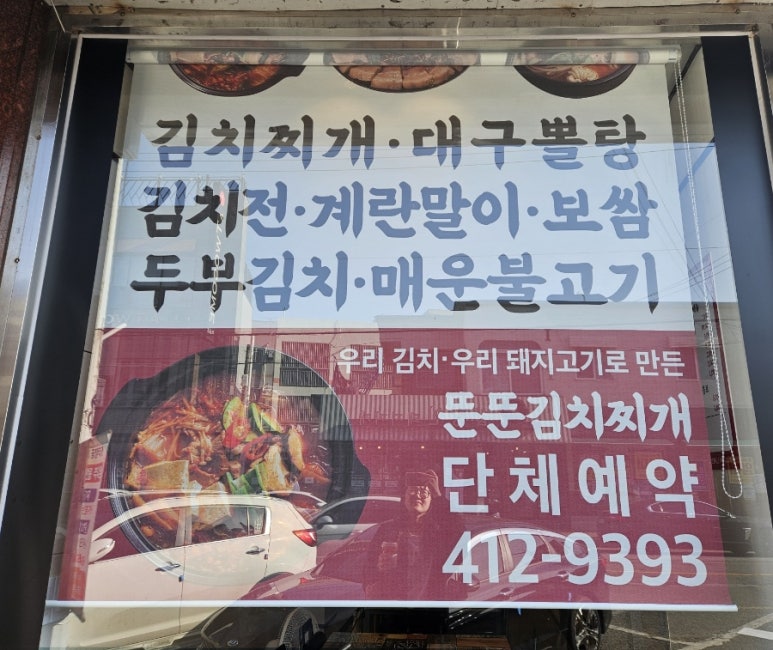 김치찌개·대구뽈탕
김치전·계란말이·보쌈
두부김치·매운불고기
우리 김치·우리 돼지고기로 만든
뚠뚠김치찌개
단체예약
412-9393